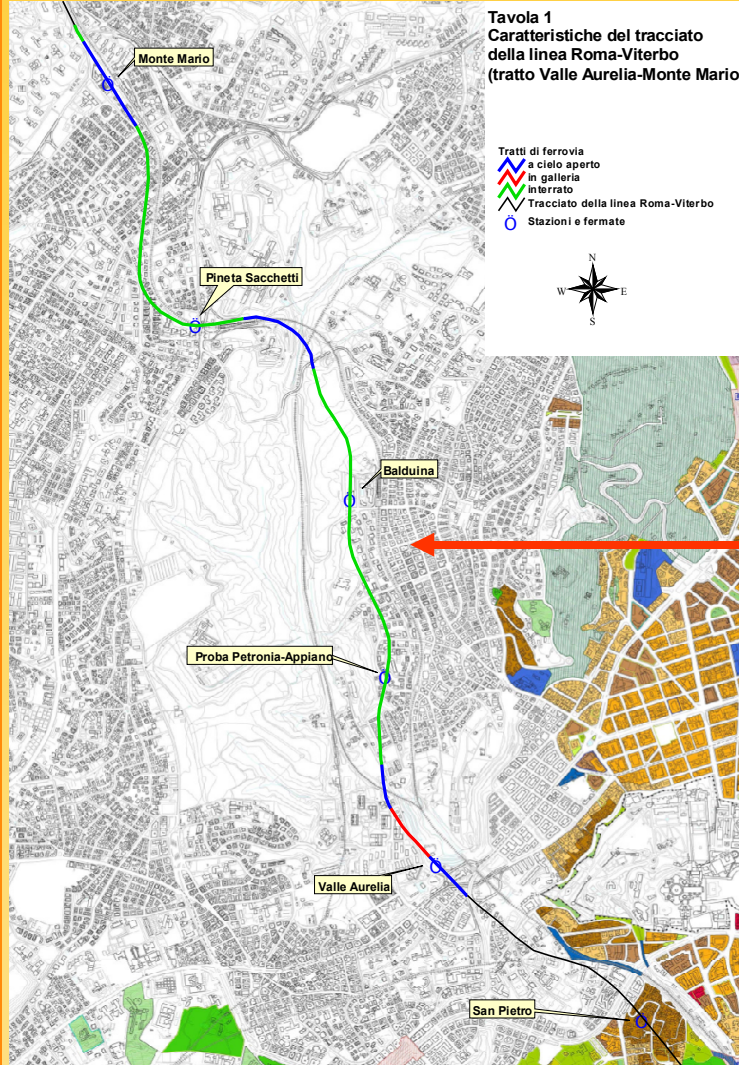 Tavola 1
Caratteristiche del tracciato
della linea Roma-Viterbo
(tratto Valle Aurelia-Monte Mario
Tratti di ferrovia
a cielo aperto
in galleria
interrato
Tracciato della linea Roma-Viterbo
Ö Stazioni e fermate
N
W E
S
Monte Mario
Ö
Pineta Sacchetti
Ö
Balduina
Ö
Proba Petronia-Appiano
Ö
Valle Aurelia
Ö
San Pietro
Ö